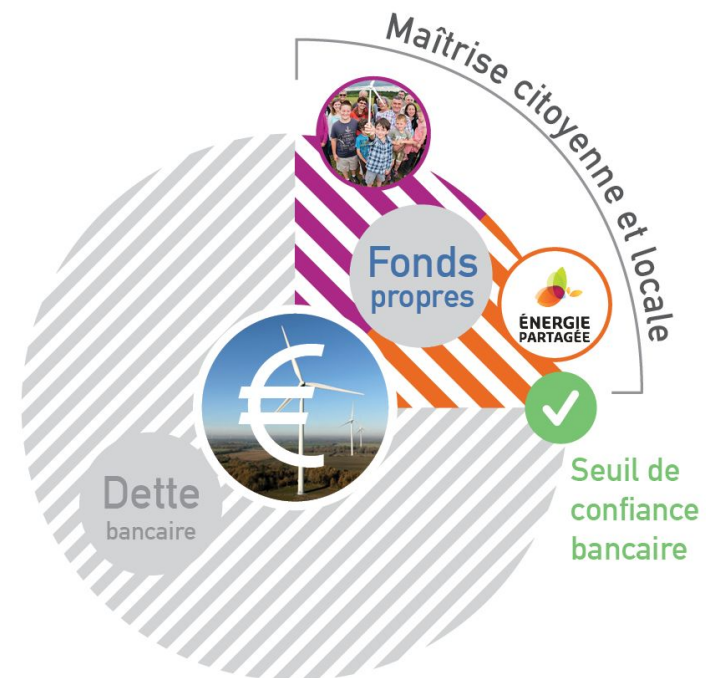 Maîtrise citoyenne et locale
Fonds
propres
ÉNERGIE
PARTAGÉE
€
Dette
bancaire
Seuil de
confiance
bancaire